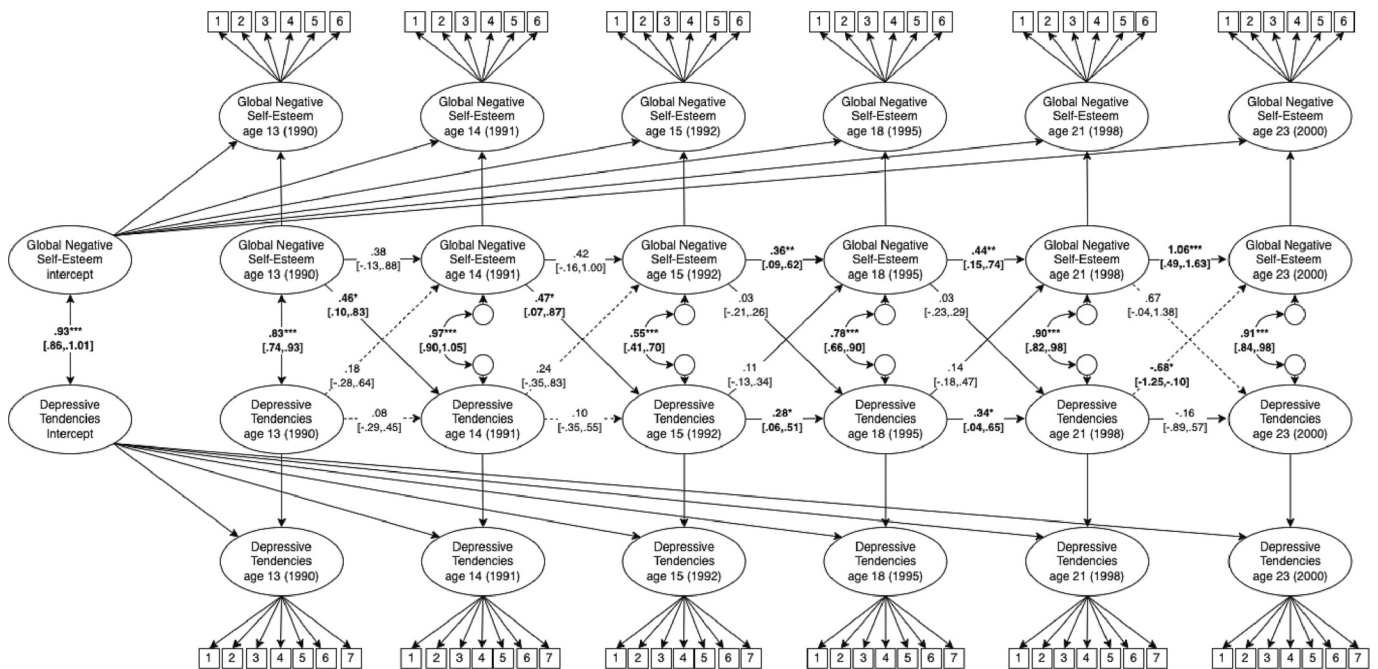 1 2 3 4 5 6 1 2 3 4 5 6 1 2 3 4 5 6 1 2 3 4 5 6 1 2 3 4 5 6 1 2 3 4 5 6
Global Negative
Self-Esteem
age 13 (1990)
Global Negative
Self-Esteem
age 14 (1991)
Global Negative
Self-Esteem
age 15 (1992)
Global Negative
Self-Esteem
age 18 (1995)
Global Negative
Self-Esteem
age 21 (1998)
Global Negative
Self-Esteem
age 23 (2000)
Global Negative
Self-Esteem
intercept
Global Negative
Self-Esteem
age 13 (1990)
.38
[-.13,.88]
Global Negative
Self-Esteem
age 14 (1991)
.42
[-.16,1.00]
Global Negative
Self-Esteem
age 15 (1992)
.36**
[.09,.62]
Global Negative
Self-Esteem
age 18 (1995)
.44**
[.15,.74]
Global Negative
Self-Esteem
age 21 (1998)
1.06***
[.49,-1.63]
Global Negative
Self-Esteem
age 23 (2000)
.93***
[.86,.1.01]
.83***
[.74,.93]
.46*
[.10,.83]
.18
[-.28,.64]
.97***
[.90,1.05]
.47*
[.07,.87]
.24
[-.35,.83]
.55***
[.41,.70]
.03
[-.21,.26]
.11
[-.13,.34]
.78***
[.66,.90]
.03
[-.23,.29]
.14
[-.18,.47]
.90***
[.82,.98]
.67
[-.04,1.38]
-.68*
[-1.25,-.10]
.91***
[.84,.98]
Depressive
Tendencies
Intercept
Depressive
Tendencies
age 13 (1990)
.08
[-.29,.45]
Depressive
Tendencies
age 14 (1991)
.10
[-.35,.55]
Depressive
Tendencies
age 15 (1992)
.28*
[.06,.51]
Depressive
Tendencies
age 18 (1995)
.34*
[.04,.65]
Depressive
Tendencies
age 21 (1998)
-.16
[-.89,.57]
Depressive
Tendencies
age 23 (2000)
Depressive
Tendencies
age 13 (1990)
Depressive
Tendencies
age 14 (1991)
Depressive
Tendencies
age 15 (1992)
Depressive
Tendencies
age 18 (1995)
Depressive
Tendencies
age 21 (1998)
Depressive
Tendencies
age 23 (2000)
1 2 3 4 5 6 7 1 2 3 4 5 6 7 1 2 3 4 5 6 7 1 2 3 4 5 6 7 1 2 3 4 5 6 7 1 2 3 4 5 6 7